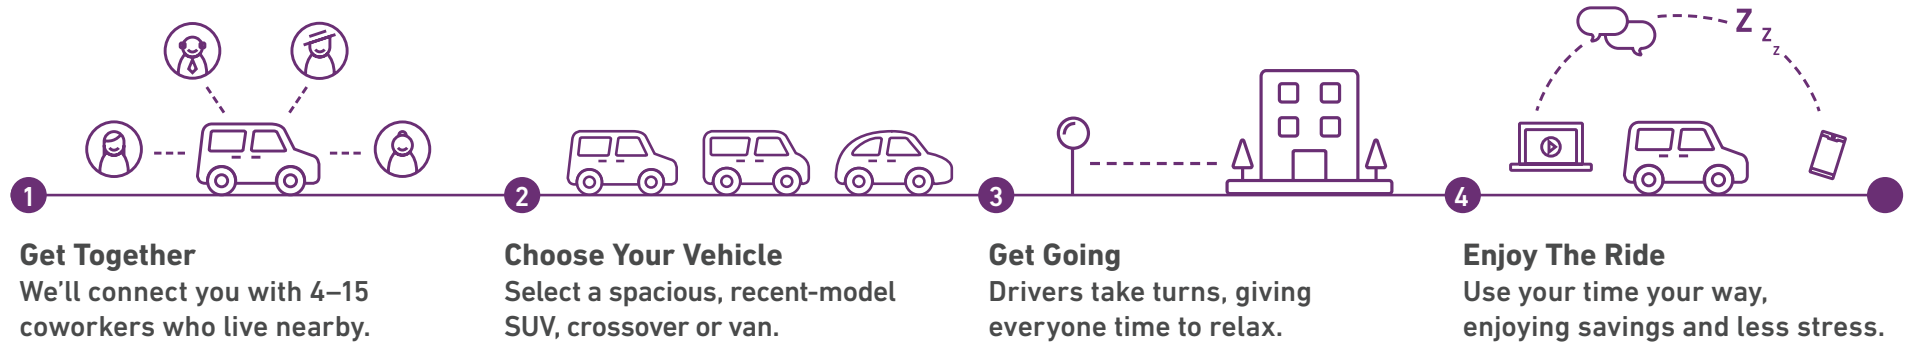 Z
Z
Z
1
2
3
4
Get Together
We'll connect you with 4–15
coworkers who live nearby.
Choose Your Vehicle
Select a spacious, recent-model
SUV, crossover or van.
Get Going
Drivers take turns, giving
everyone time to relax.
Enjoy The Ride
Use your time your way,
enjoying savings and less stress.